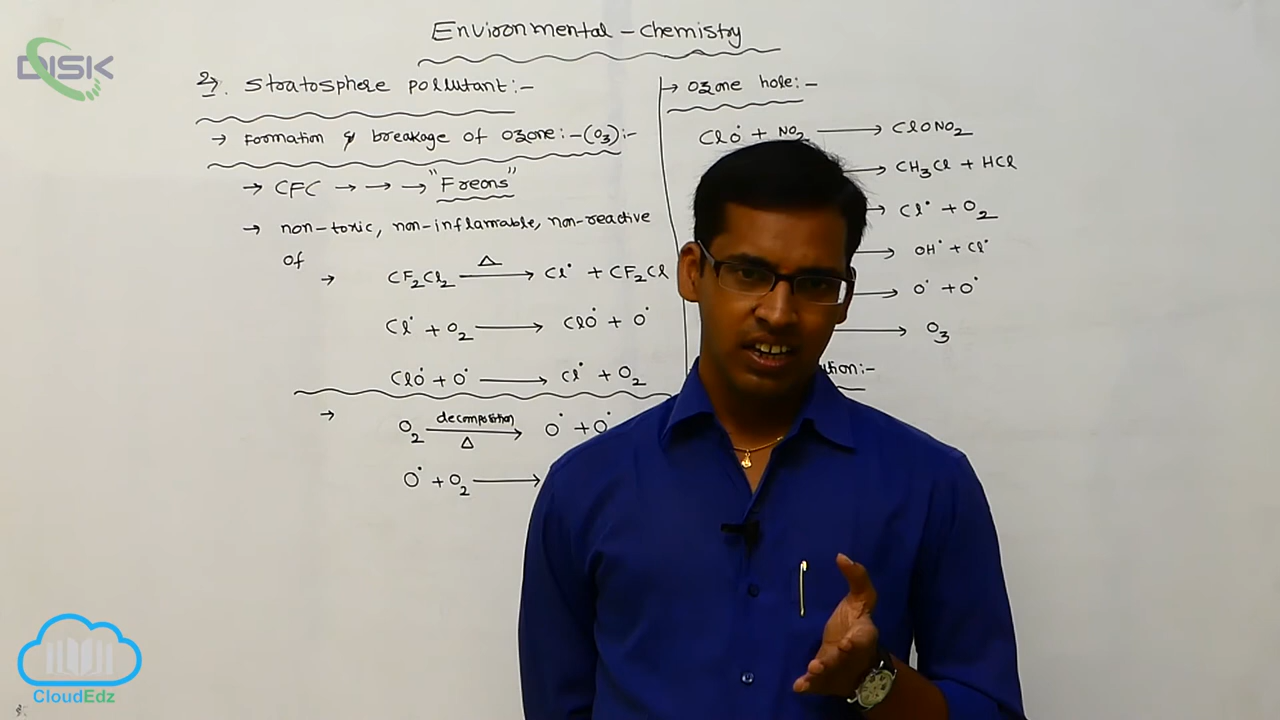 DISK
Environmental - chemistry
2). Stratosphere pollutant:-
→ Formation & breakage of Ozone:-(O3):-
→ CFC → → → "Freons"
→ non-toxic, non-inflamable, non-reactive
of
→ CF2Cl2 —Δ→ Cl• + CF2Cl
Cl• + O2 → ClO• + O•
ClO• + O• → Cl• + O2
→ O2 decomposition Δ → O• + O•
O• + O2 →
→ Ozone hole:-
ClO• + NO2 → ClONO2
→ CH3Cl + HCl
→ Cl• + O2
→ OH• + Cl•
→ O• + O•
→ O3
CloudEdz